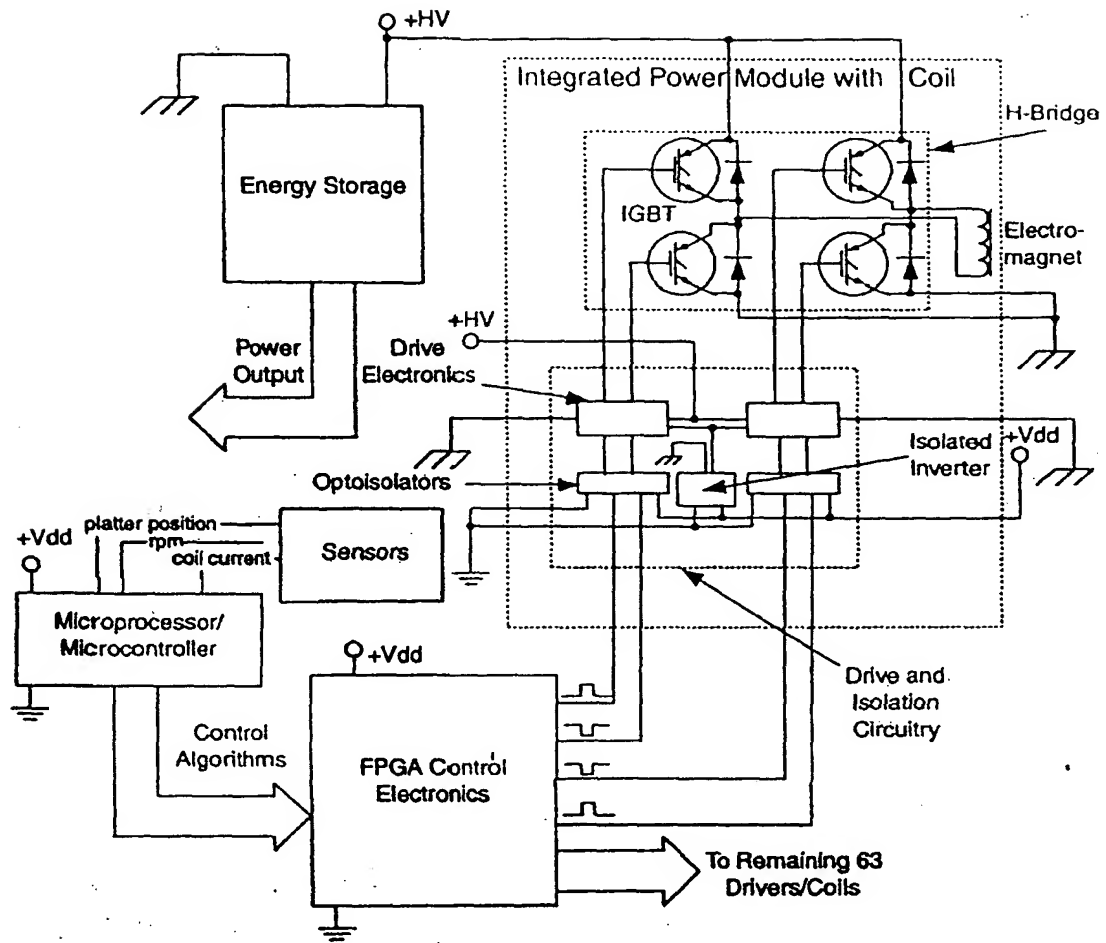 +HV
Integrated Power Module with Coil
H-Bridge
Energy Storage
IGBT
Electro-
magnet
+HV
Power
Output
Drive
Electronics
Isolated
Inverter
+Vdd
Optoisolators
platter position
rpm
coil current
+Vdd
Sensors
Microprocessor/
Microcontroller
+Vdd
Drive and
Isolation
Circuitry
Control
Algorithms
FPGA Control
Electronics
To Remaining 63
Drivers/Coils